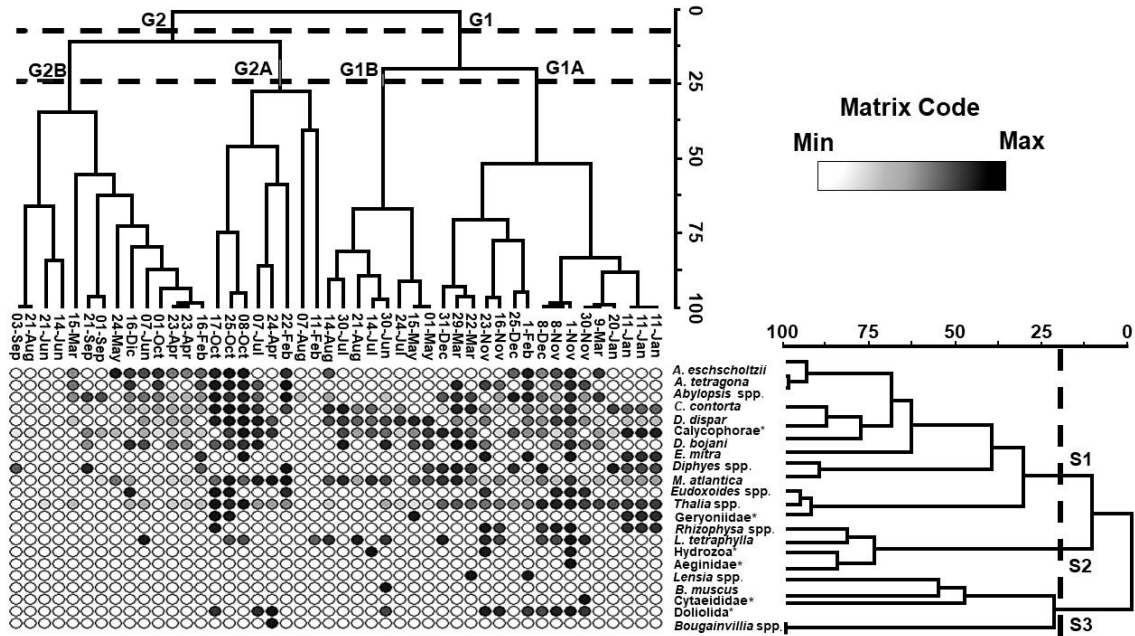 0
G2
G1
G2B
G2A
G1B
G1A
25
50
75
100
Matrix Code
Min
Max
03-Sep
21-Aug
21-Jun
14-Jun
15-Mar
21-Sep
01-Sep
24-May
16-Dic
07-Jun
01-Oct
23-Apr
23-Apr
16-Feb
17-Oct
25-Oct
08-Oct
07-Jul
24-Apr
22-Feb
07-Aug
11-Feb
14-Aug
30-Jul
21-Aug
14-Jul
30-Jun
24-Jul
15-May
01-May
31-Dec
29-Mar
22-Mar
23-Nov
16-Nov
25-Dec
1-Feb
8-Dec
8-Nov
1-Nov
30-Nov
9-Mar
20-Jan
11-Jan
11-Jan
11-Jan
100 75 50 25 0
A. eschscholtzii
A. tetragona
Abylopsis spp.
C. contorta
D. dispar
Calycophorae*
D. bojani
E. mitra
Diphyes spp.
M. atlantica
Eudoxoides spp.
Thalia spp.
Geryoniidae*
Rhizophysa spp.
L. tetraphylla
Hydrozoa*
Aeginidae*
Lensia spp.
B. muscus
Cytaeididae*
Doliolida*
Bougainvillia spp.
S1
S2
S3